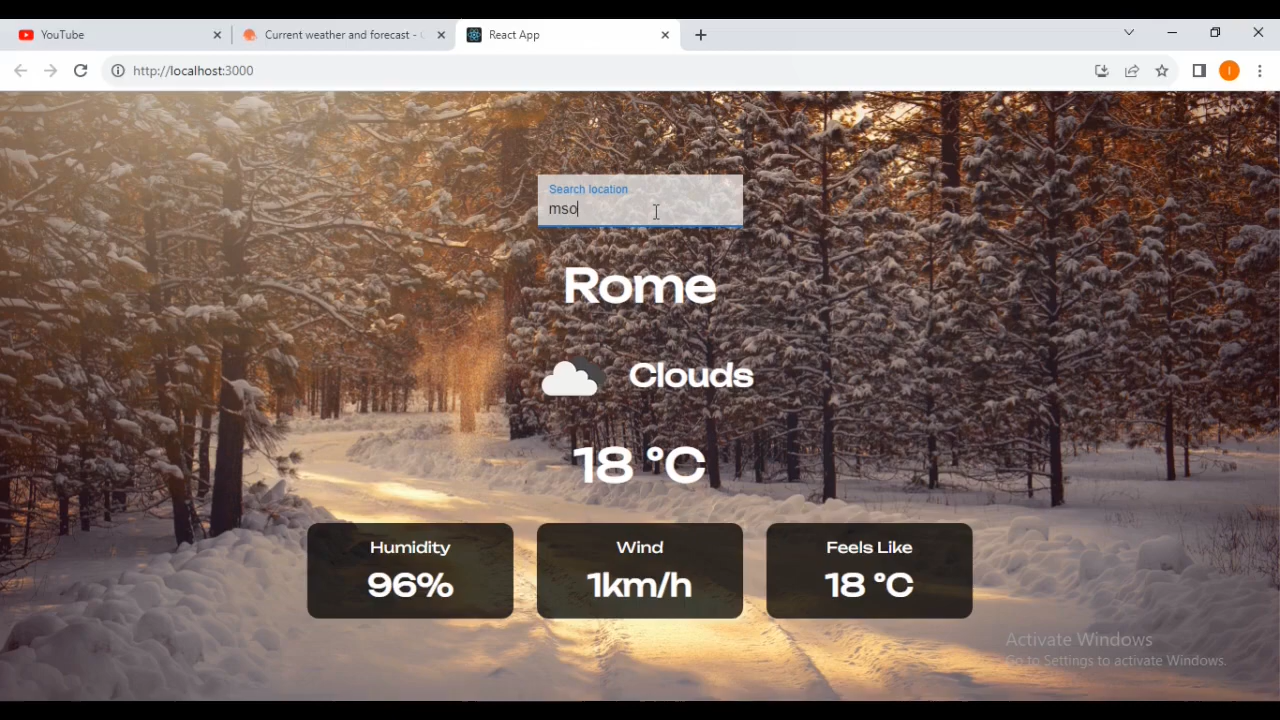 YouTube
Current weather and forecast -
React App
http://localhost:3000
I
Search location
mso
Rome
Clouds
18 °C
Humidity
96%
Wind
1km/h
Feels Like
18 °C
Activate Windows
Go to Settings to activate Windows.